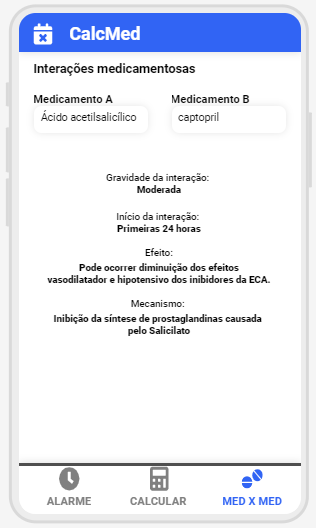 CalcMed
Interações medicamentosas
Medicamento A
Medicamento B
Ácido acetilsalicílico
captopril
Gravidade da interação:
Moderada
Início da interação:
Primeiras 24 horas
Efeito:
Pode ocorrer diminuição dos efeitos
vasodilatador e hipotensivo dos inibidores da ECA.
Mecanismo:
Inibição da síntese de prostaglandinas causada
pelo Salicilato
ALARME
CALCULAR
MED X MED